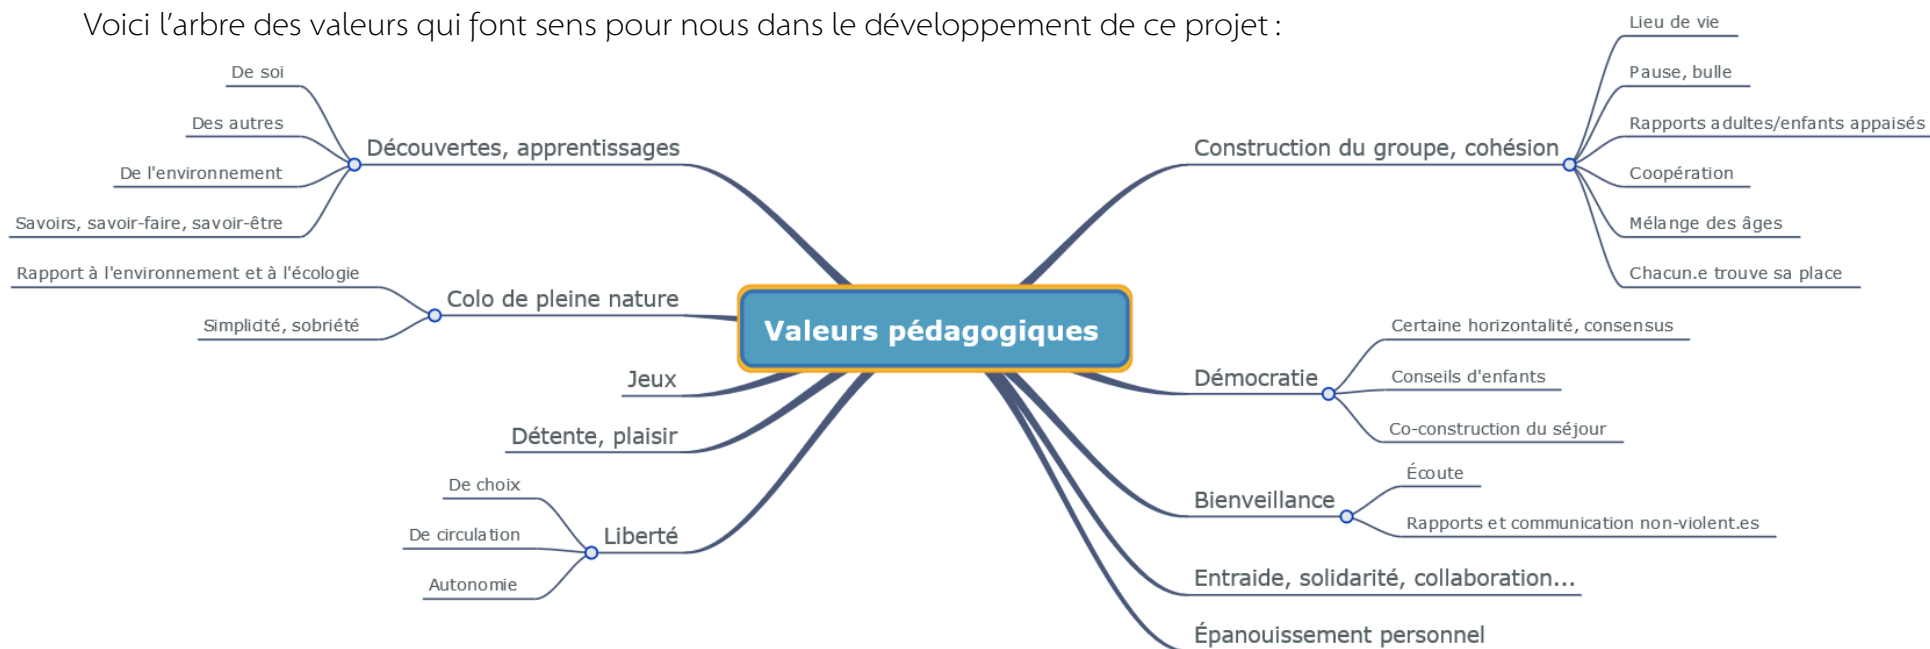 Voici l'arbre des valeurs qui font sens pour nous dans le développement de ce projet :
Valeurs pédagogiques
Découvertes, apprentissages
De soi
Des autres
De l'environnement
Savoirs, savoir-faire, savoir-être
Colo de pleine nature
Rapport à l'environnement et à l'écologie
Simplicité, sobriété
Jeux
Détente, plaisir
Liberté
De choix
De circulation
Autonomie
Construction du groupe, cohésion
Lieu de vie
Pause, bulle
Rapports adultes/enfants appaisés
Coopération
Mélange des âges
Chacun.e trouve sa place
Démocratie
Certaine horizontalité, consensus
Conseils d'enfants
Co-construction du séjour
Bienveillance
Écoute
Rapports et communication non-violent.es
Entraide, solidarité, collaboration...
Épanouissement personnel